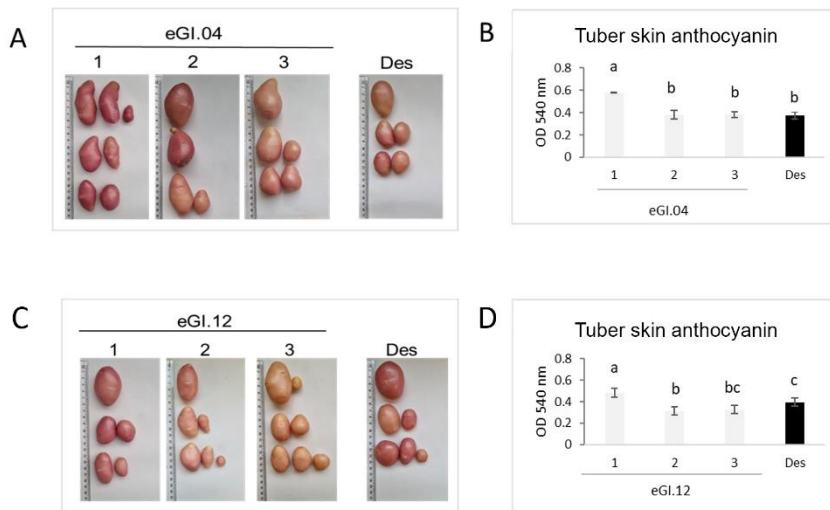 A
eGI.04
1 2 3 Des
B
Tuber skin anthocyanin
OD 540 nm
0.8
0.6
0.4
0.2
0
a b b b
1 2 3 Des
eGI.04
C
eGI.12
1 2 3 Des
D
Tuber skin anthocyanin
OD 540 nm
0.8
0.6
0.4
0.2
0
a b bc c
1 2 3 Des
eGI.12